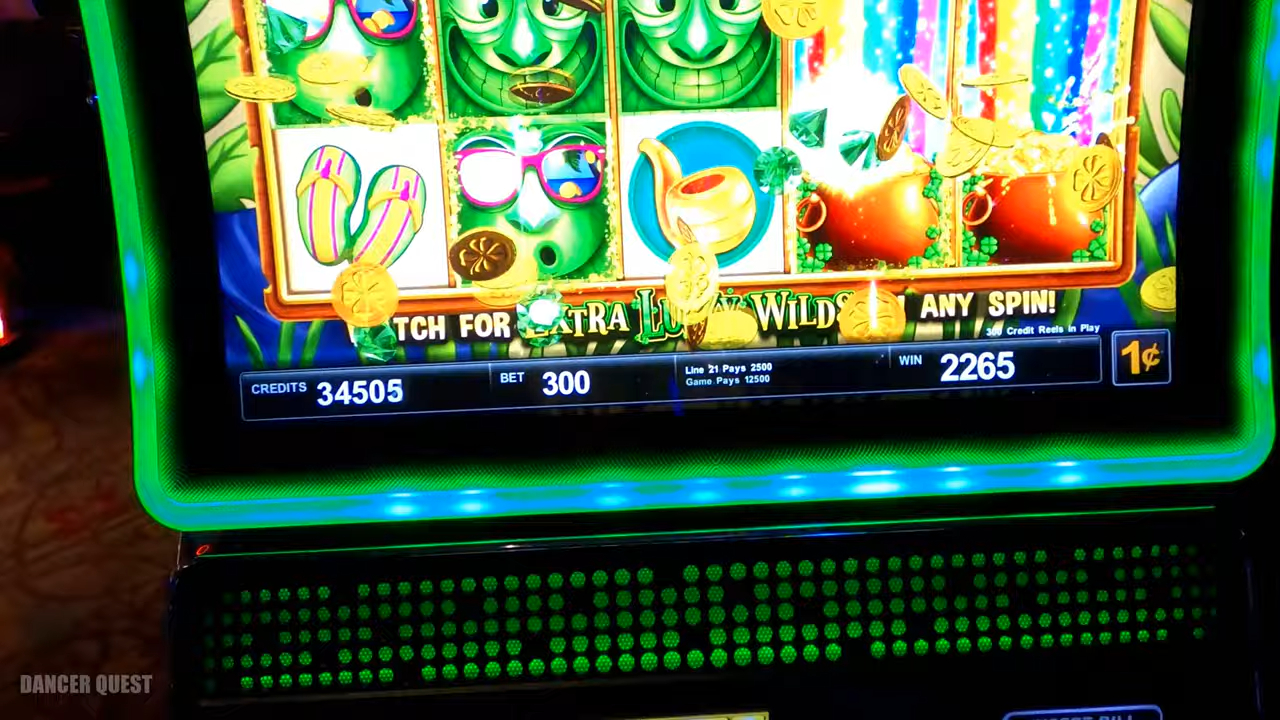 TCH FOR EXTRA LUCKY WILDS ANY SPIN!
300 Credit Reels in Play
CREDITS 34505
BET 300
Line 21 Pays 2500
Game Pays 12500
WIN 2265
1¢
DANCER QUEST